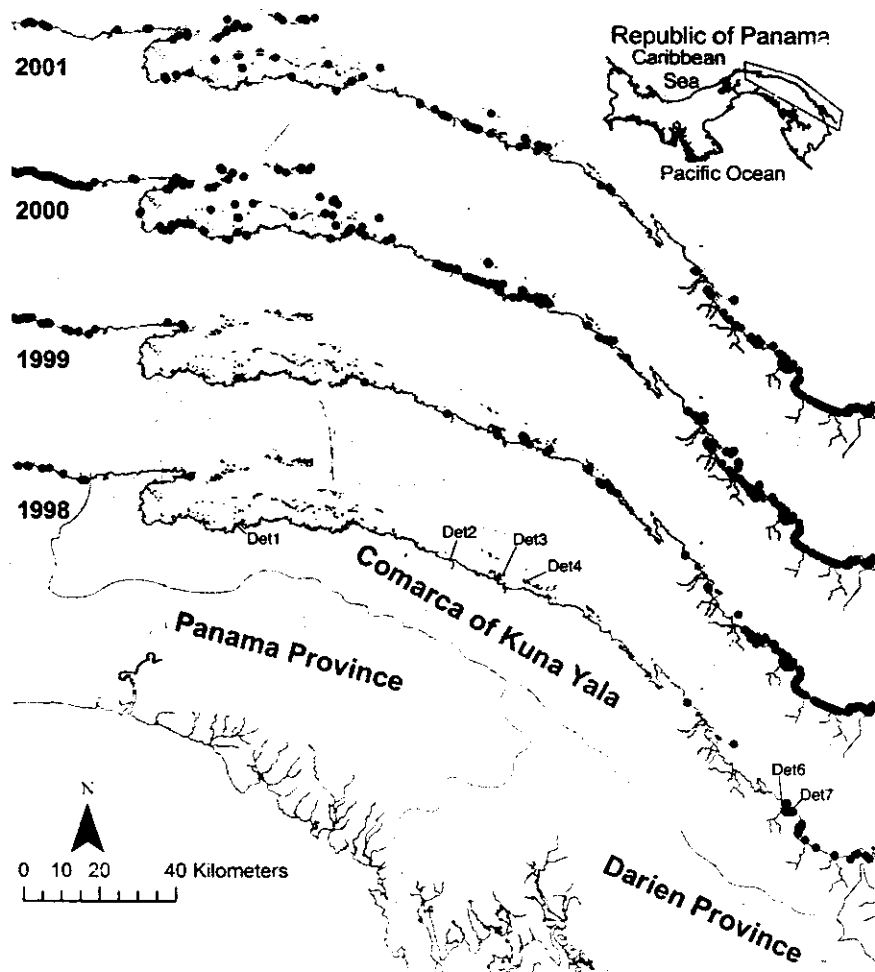 Republic of Panama
Caribbean
Sea
Pacific Ocean
2001
2000
1999
1998
Det1
Det2
Det3
Det4
Comarca of Kuna Yala
Panama Province
Det6
Det7
N
0 10 20 40 Kilometers
Darien Province